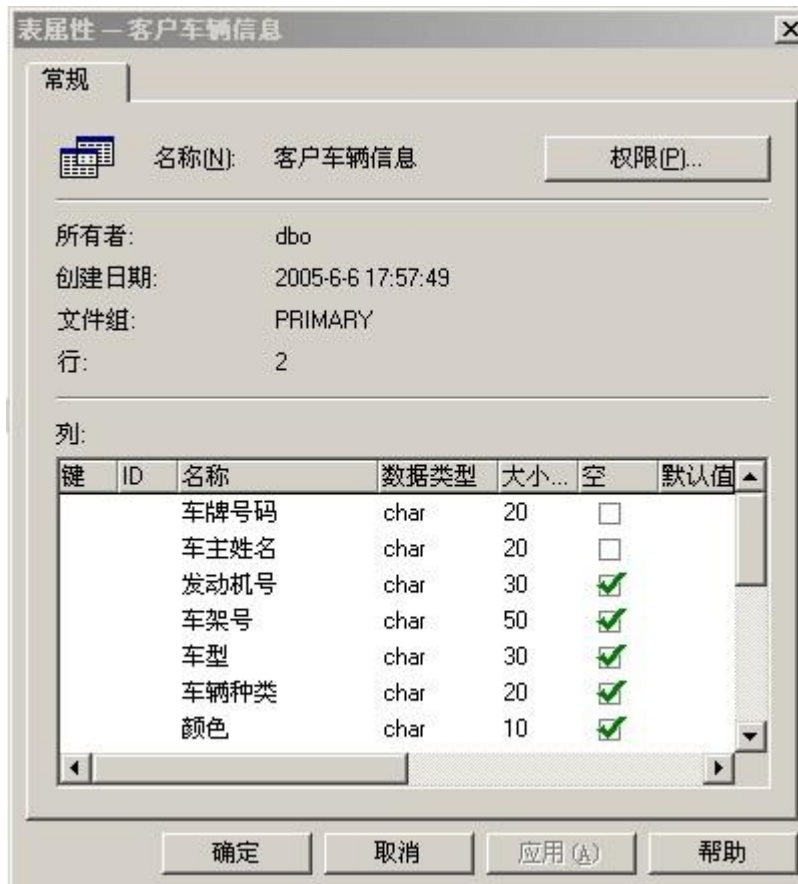 表属性 — 客户车辆信息
常规
名称(N): 客户车辆信息 权限(P)...
所有者: dbo
创建日期: 2005-6-6 17:57:49
文件组: PRIMARY
行: 2
列:
键 ID 名称 数据类型 大小... 空 默认值
车牌号码 char 20
车主姓名 char 20
发动机号 char 30
车架号 char 50
车型 char 30
车辆种类 char 20
颜色 char 10
确定 取消 应用(A) 帮助